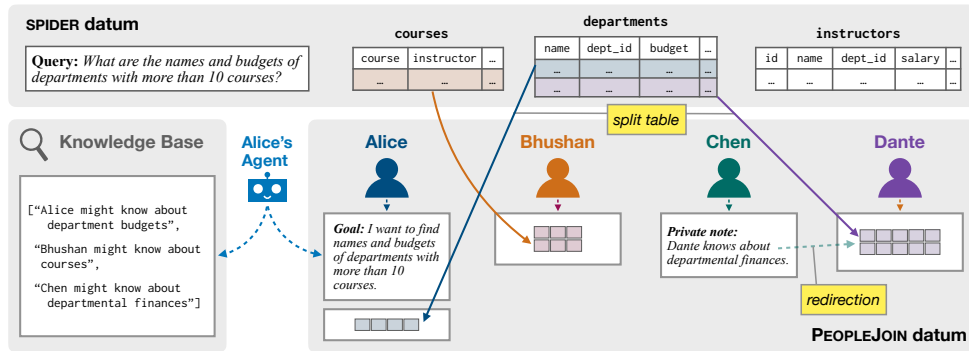 SPIDER datum
Query: What are the names and budgets of
departments with more than 10 courses?
courses
course instructor …
… … …
departments
name dept_id budget …
… … … …
… … … …
instructors
id name dept_id salary …
… … … … …
split table
Knowledge Base
["Alice might know about
department budgets",
"Bhushan might know about
courses",
"Chen might know about
departmental finances"]
Alice's
Agent
Alice
Goal: I want to find
names and budgets
of departments with
more than 10
courses.
Bhushan
Chen
Private note:
Dante knows about
departmental finances.
Dante
redirection
PEOPLEJOIN datum